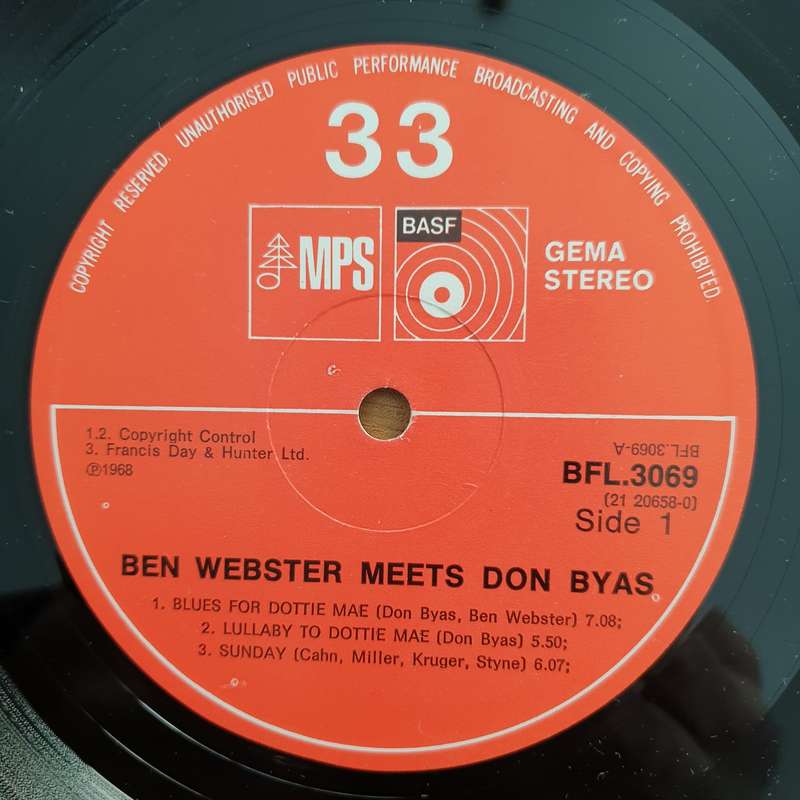 COPYRIGHT RESERVED. UNAUTHORISED PUBLIC PERFORMANCE BROADCASTING AND COPYING PROHIBITED.
33
MPS
BASF
GEMA
STEREO
1.2. Copyright Control
3. Francis Day & Hunter Ltd.
℗1968
BFL.3069-A
BFL.3069
(21 20658-0)
Side 1
BEN WEBSTER MEETS DON BYAS
1. BLUES FOR DOTTIE MAE (Don Byas, Ben Webster) 7.08;
2. LULLABY TO DOTTIE MAE (Don Byas) 5.50;
3. SUNDAY (Cahn, Miller, Kruger, Styne) 6.07;